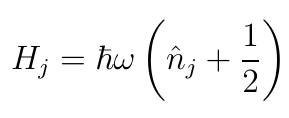 $H_j = \hbar\omega \left( \hat{n}_j + \frac{1}{2} \right)$